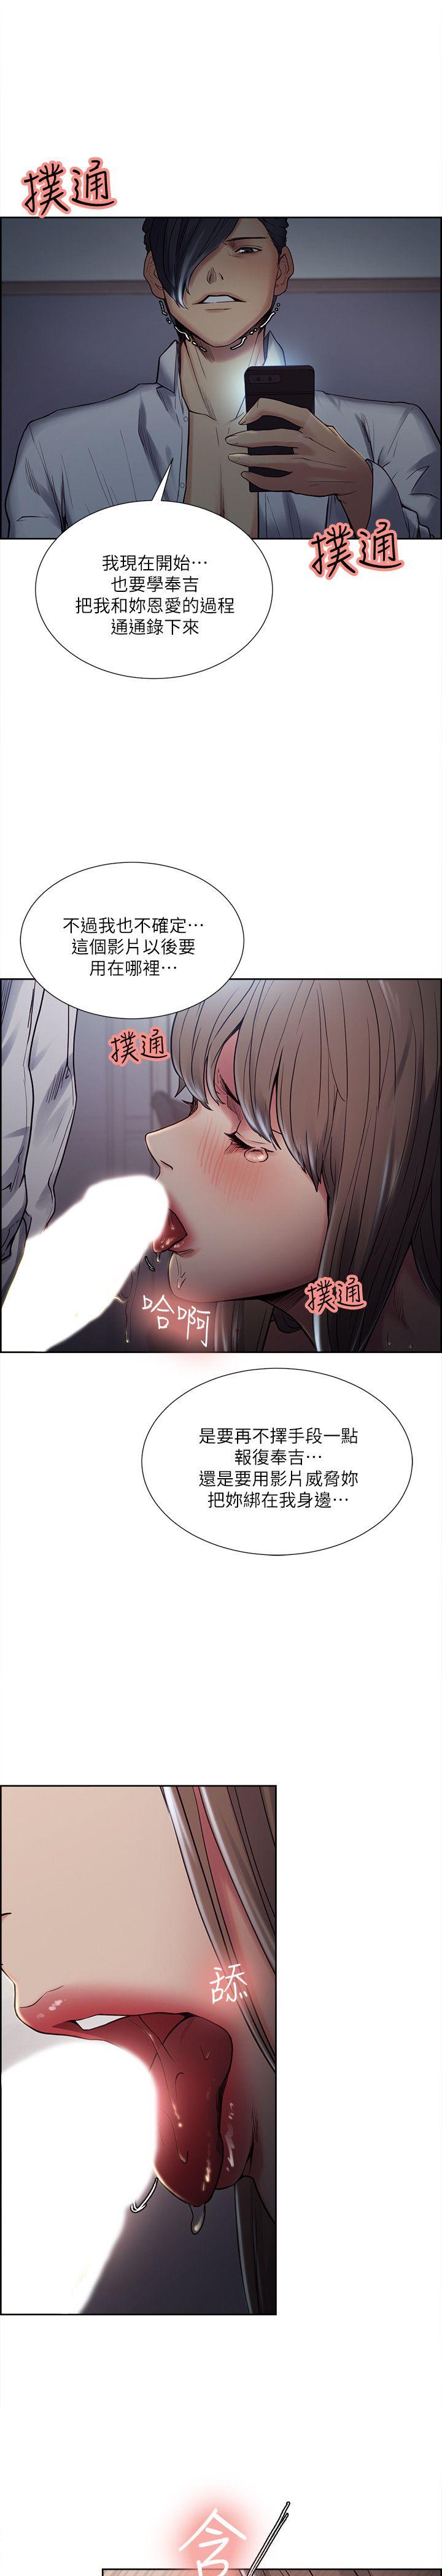 撲通
撲通
我現在開始⋯
也要學奉吉
把我和妳恩愛的過程
通通錄下來
不過我也不確定⋯
這個影片以後要
用在哪裡⋯
撲通
哈啊
撲通
是要再不擇手段一點
報復奉吉⋯
還是要用影片威脅妳
把妳綁在我身邊⋯
舔
含